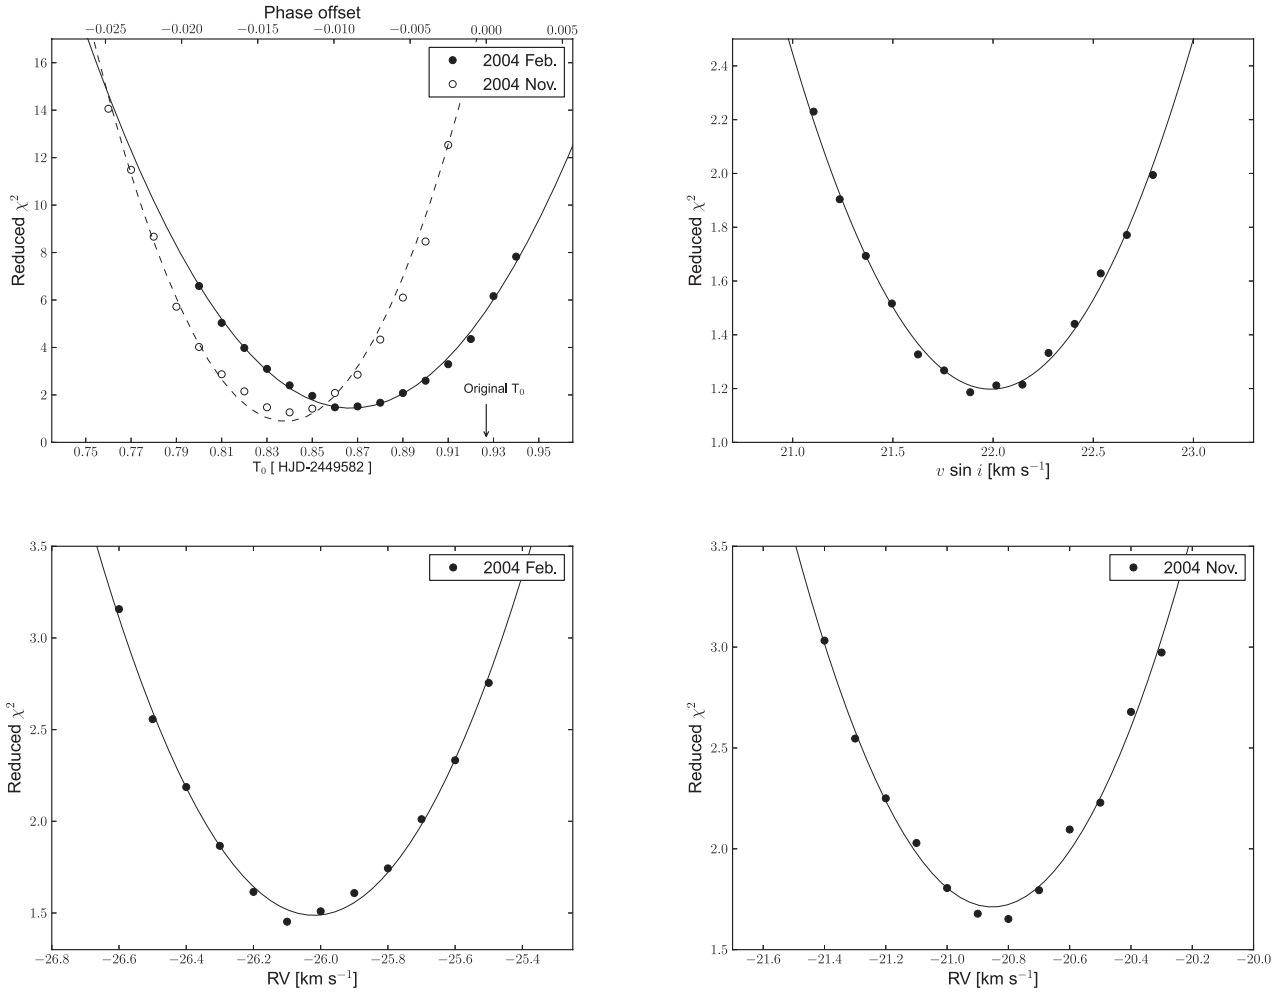 Phase offset
−0.025 −0.020 −0.015 −0.010 −0.005 −0.004 0.000 0.005
16
14
12
10
8
6
4
2
0
Reduced χ²
2004 Feb.
2004 Nov.
Original T₀
0.75 0.77 0.79 0.81 0.83 0.85 0.87 0.89 0.91 0.93 0.95
T₀ [ HJD-2449582 ]
2.4
2.2
2.0
1.8
1.6
1.4
1.2
1.0
Reduced χ²
21.0 21.5 22.0 22.5 23.0
v sin i [km s⁻¹]
3.5
3.0
2.5
2.0
1.5
Reduced χ²
2004 Feb.
−26.8 −26.6 −26.4 −26.2 −26.0 −25.8 −25.6 −25.4
RV [km s⁻¹]
3.5
3.0
2.5
2.0
1.5
Reduced χ²
2004 Nov.
−21.6 −21.4 −21.2 −21.0 −20.8 −20.6 −20.4 −20.2 −20.0
RV [km s⁻¹]